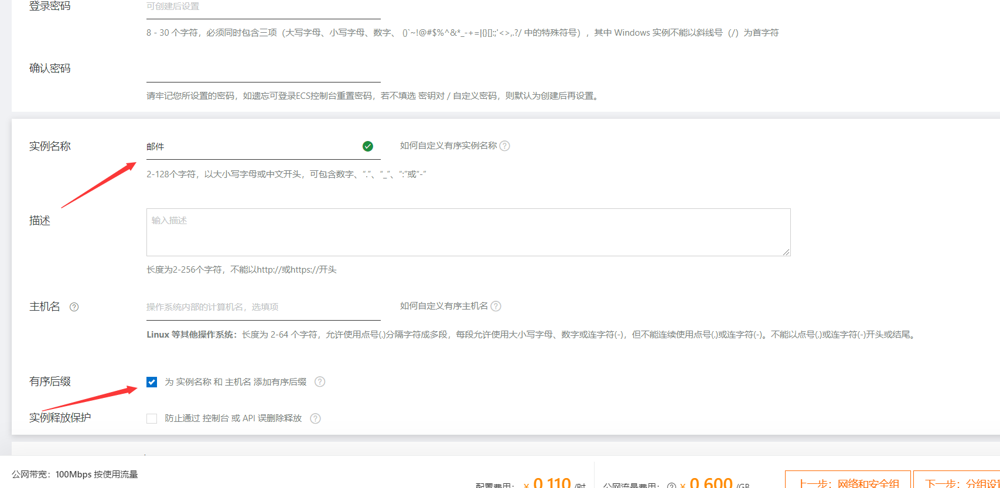 登录密码
可创建后设置
8 - 30 个字符，必须同时包含三项（大写字母、小写字母、数字、 ()`~!@#$%^&*_-+=|{}[]:;'<>,.?/ 中的特殊符号），其中 Windows 实例不能以斜线号（/）为首字符
确认密码
请牢记您所设置的密码，如遗忘可登录ECS控制台重置密码，若不填选 密钥对 / 自定义密码，则默认为创建后再设置。
实例名称
邮件
如何自定义有序实例名称
2-128个字符，以大小写字母或中文开头，可包含数字、“.”、“_”、“:”或“-”
描述
输入描述
长度为2-256个字符，不能以http://或https://开头
主机名
操作系统内部的计算机名，选填项
如何自定义有序主机名
Linux 等其他操作系统：长度为 2-64 个字符，允许使用点号(.)分隔字符成多段，每段允许使用大小写字母、数字或连字符(-)，但不能连续使用点号(.)或连字符(-)。不能以点号(.)或连字符(-)开头或结尾。
有序后缀
为 实例名称 和 主机名 添加有序后缀
实例释放保护
防止通过 控制台 或 API 误删除释放
公网带宽：100Mbps 按使用流量
配置费用： ¥ 0.110 /时
公网流量费用： ¥ 0.600 /GB
上一步：网络和安全组
下一步：分组设置